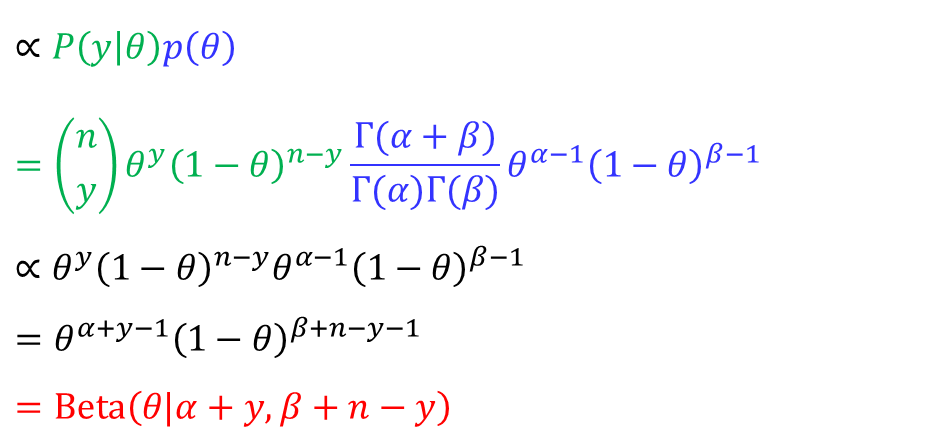 ∝ P(y|θ)p(θ)
= (n y) θ^y (1 − θ)^{n−y} Γ(α + β) / Γ(α)Γ(β) θ^{α−1} (1 − θ)^{β−1}
∝ θ^y (1 − θ)^{n−y} θ^{α−1} (1 − θ)^{β−1}
= θ^{α+y−1} (1 − θ)^{β+n−y−1}
= Beta(θ|α + y, β + n − y)